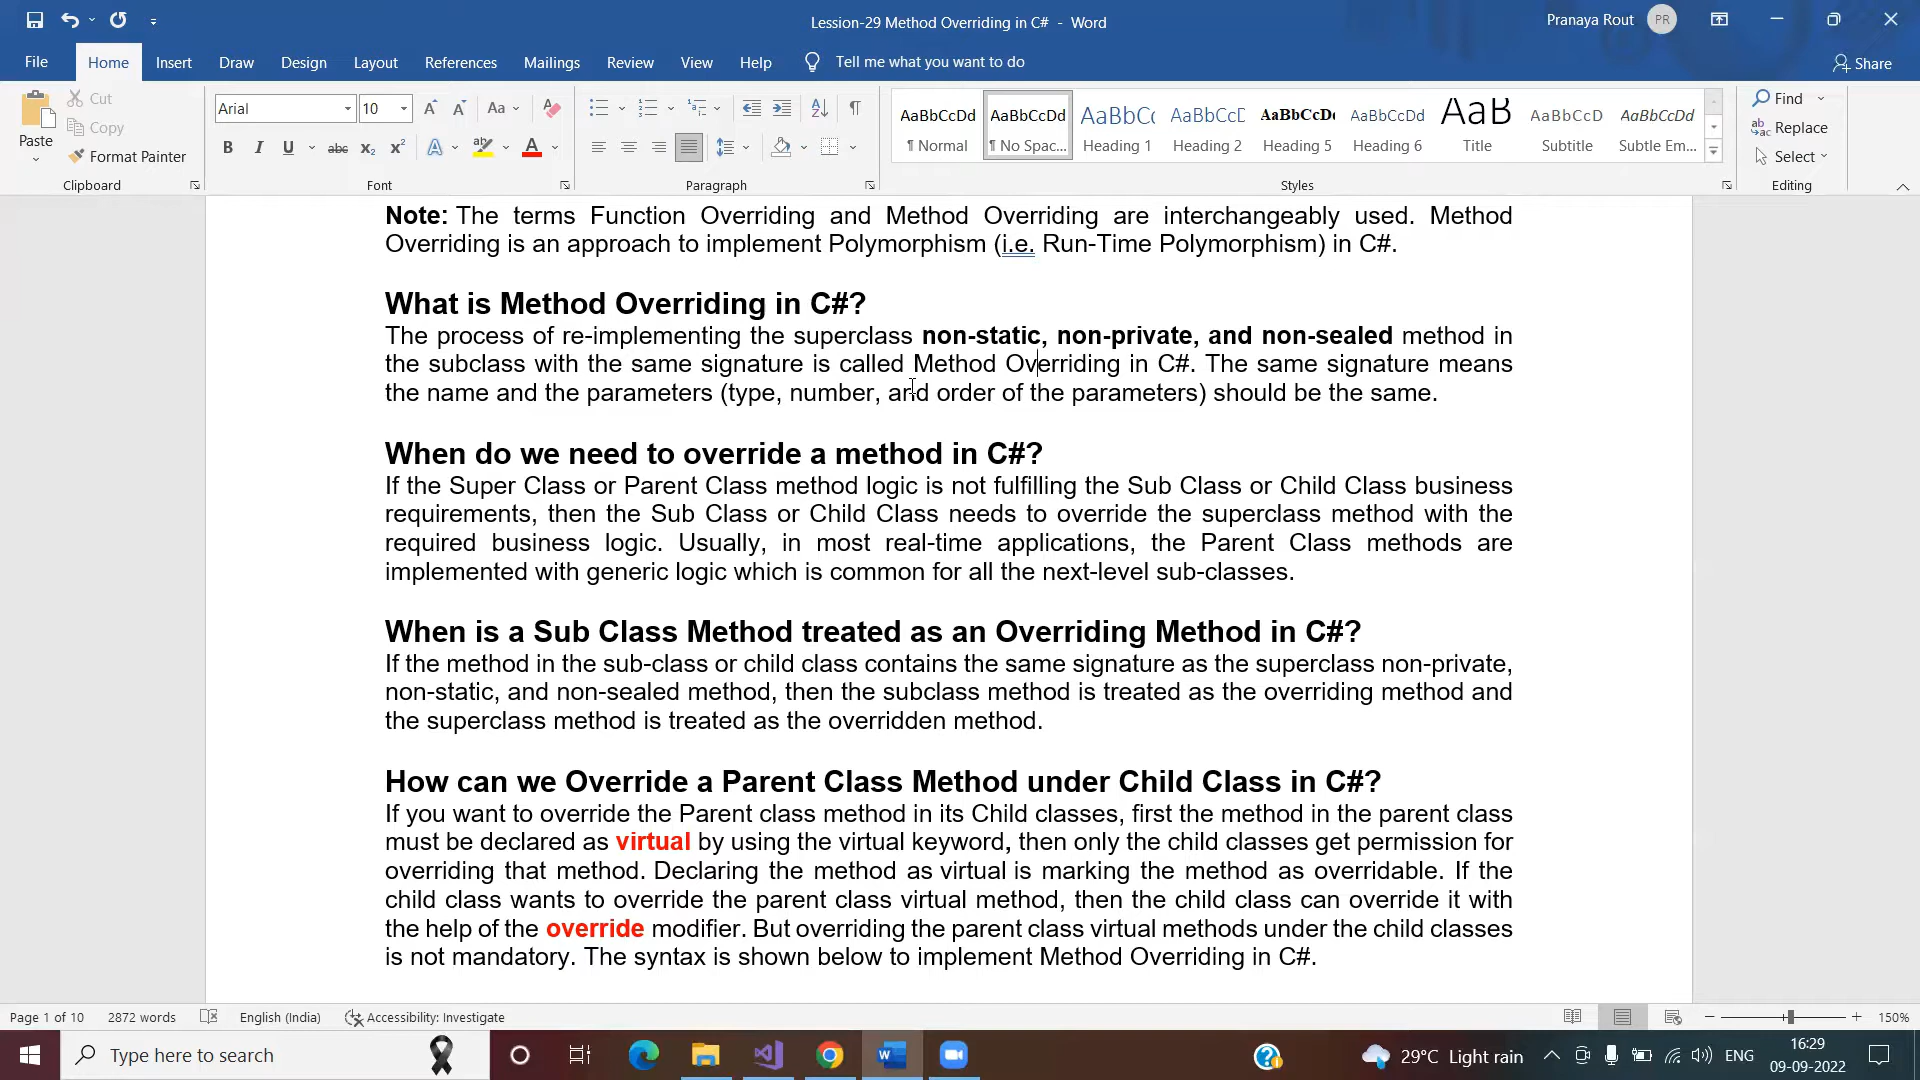 Lession-29 Method Overriding in C# - Word
Pranaya Rout
PR
File
Home
Insert
Draw
Design
Layout
References
Mailings
Review
View
Help
Tell me what you want to do
Share
Paste
Cut
Copy
Format Painter
Clipboard
Arial
10
Aa
B I U abc x₂ x² A ab A
Font
Paragraph
AaBbCcDd
¶ Normal
AaBbCcDd
¶ No Spac...
AaBbCc
Heading 1
AaBbCcD
Heading 2
AaBbCcDd
Heading 5
AaBbCcDd
Heading 6
AaB
Title
AaBbCcD
Subtitle
AaBbCcDd
Subtle Em...
Styles
Find
Replace
Select
Editing
Note: The terms Function Overriding and Method Overriding are interchangeably used. Method
Overriding is an approach to implement Polymorphism (i.e. Run-Time Polymorphism) in C#.
What is Method Overriding in C#?
The process of re-implementing the superclass non-static, non-private, and non-sealed method in
the subclass with the same signature is called Method Overriding in C#. The same signature means
the name and the parameters (type, number, and order of the parameters) should be the same.
When do we need to override a method in C#?
If the Super Class or Parent Class method logic is not fulfilling the Sub Class or Child Class business
requirements, then the Sub Class or Child Class needs to override the superclass method with the
required business logic. Usually, in most real-time applications, the Parent Class methods are
implemented with generic logic which is common for all the next-level sub-classes.
When is a Sub Class Method treated as an Overriding Method in C#?
If the method in the sub-class or child class contains the same signature as the superclass non-private,
non-static, and non-sealed method, then the subclass method is treated as the overriding method and
the superclass method is treated as the overridden method.
How can we Override a Parent Class Method under Child Class in C#?
If you want to override the Parent class method in its Child classes, first the method in the parent class
must be declared as virtual by using the virtual keyword, then only the child classes get permission for
overriding that method. Declaring the method as virtual is marking the method as overridable. If the
child class wants to override the parent class virtual method, then the child class can override it with
the help of the override modifier. But overriding the parent class virtual methods under the child classes
is not mandatory. The syntax is shown below to implement Method Overriding in C#.
Page 1 of 10
2872 words
English (India)
Accessibility: Investigate
150%
Type here to search
29°C Light rain
ENG
16:29
09-09-2022